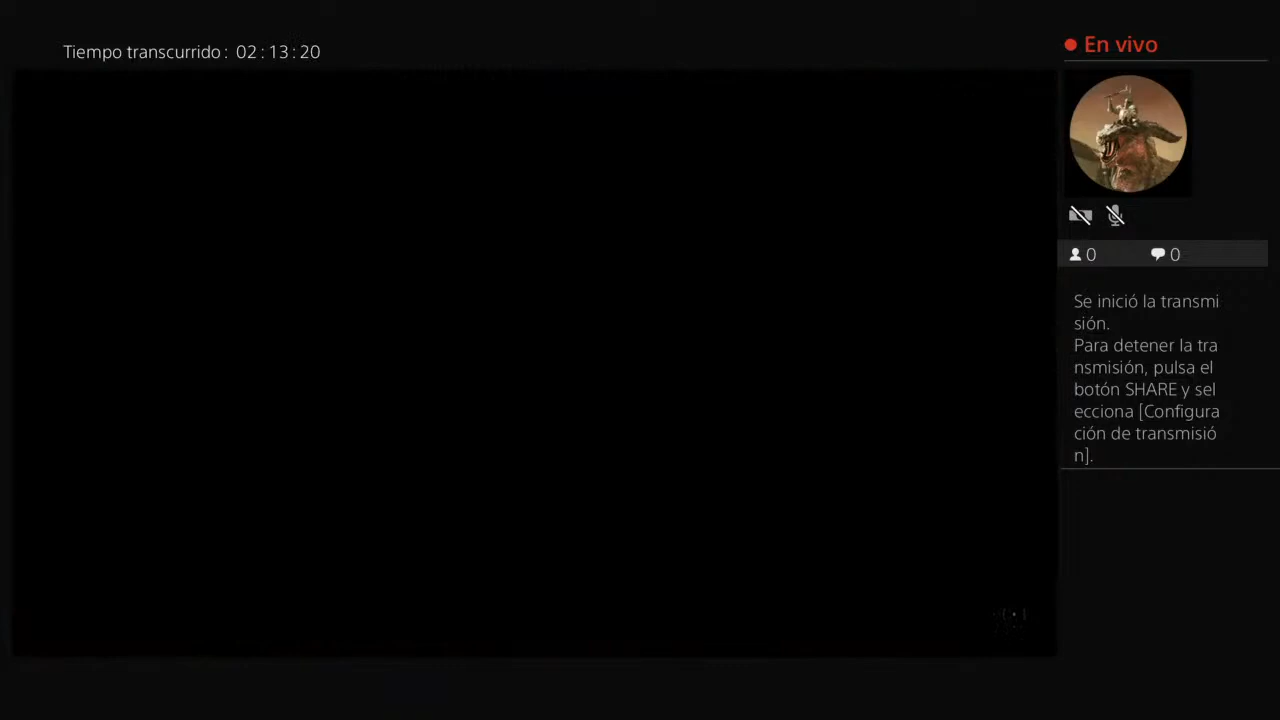 Tiempo transcurrido: 02:13:20
En vivo
0 0
Se inició la transmi
sión.
Para detener la tra
nsmisión, pulsa el
botón SHARE y sel
ecciona [Configura
ción de transmisió
n].